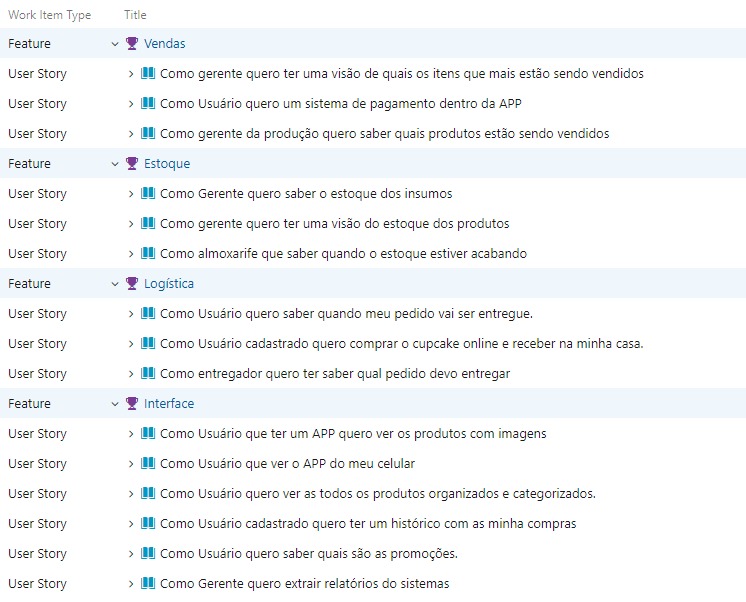 Work Item Type Title
Feature Vendas
User Story Como gerente quero ter uma visão de quais os itens que mais estão sendo vendidos
User Story Como Usuário quero um sistema de pagamento dentro da APP
User Story Como gerente da produção quero saber quais produtos estão sendo vendidos
Feature Estoque
User Story Como Gerente quero saber o estoque dos insumos
User Story Como gerente quero ter uma visão do estoque dos produtos
User Story Como almoxarife que saber quando o estoque estiver acabando
Feature Logística
User Story Como Usuário quero saber quando meu pedido vai ser entregue.
User Story Como Usuário cadastrado quero comprar o cupcake online e receber na minha casa.
User Story Como entregador quero ter saber qual pedido devo entregar
Feature Interface
User Story Como Usuário que ter um APP quero ver os produtos com imagens
User Story Como Usuário que ver o APP do meu celular
User Story Como Usuário quero ver as todos os produtos organizados e categorizados.
User Story Como Usuário cadastrado quero ter um histórico com as minha compras
User Story Como Usuário quero saber quais são as promoções.
User Story Como Gerente quero extrair relatórios do sistemas